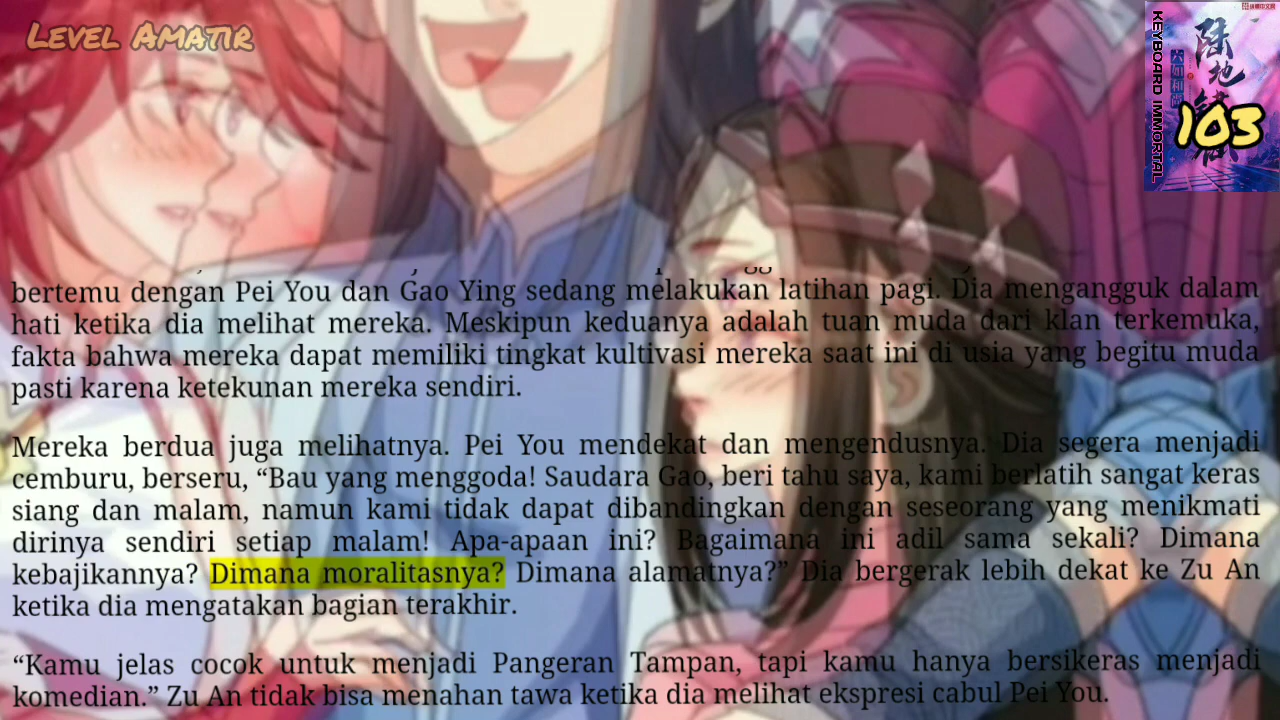 Level Amatir
KEYBOARD IMMORTAL
陆地
六如和尚
103
bertemu dengan Pei You dan Gao Ying sedang melakukan latihan pagi. Dia mengangguk dalam
hati ketika dia melihat mereka. Meskipun keduanya adalah tuan muda dari klan terkemuka,
fakta bahwa mereka dapat memiliki tingkat kultivasi mereka saat ini di usia yang begitu muda
pasti karena ketekunan mereka sendiri.
Mereka berdua juga melihatnya. Pei You mendekat dan mengendusnya. Dia segera menjadi
cemburu, berseru, “Bau yang menggoda! Saudara Gao, beri tahu saya, kami berlatih sangat keras
siang dan malam, namun kami tidak dapat dibandingkan dengan seseorang yang menikmati
dirinya sendiri setiap malam! Apa-apaan ini? Bagaimana ini adil sama sekali? Dimana
kebajikannya? Dimana moralitasnya? Dimana alamatnya?” Dia bergerak lebih dekat ke Zu An
ketika dia mengatakan bagian terakhir.
“Kamu jelas cocok untuk menjadi Pangeran Tampan, tapi kamu hanya bersikeras menjadi
komedian.” Zu An tidak bisa menahan tawa ketika dia melihat ekspresi cabul Pei You.